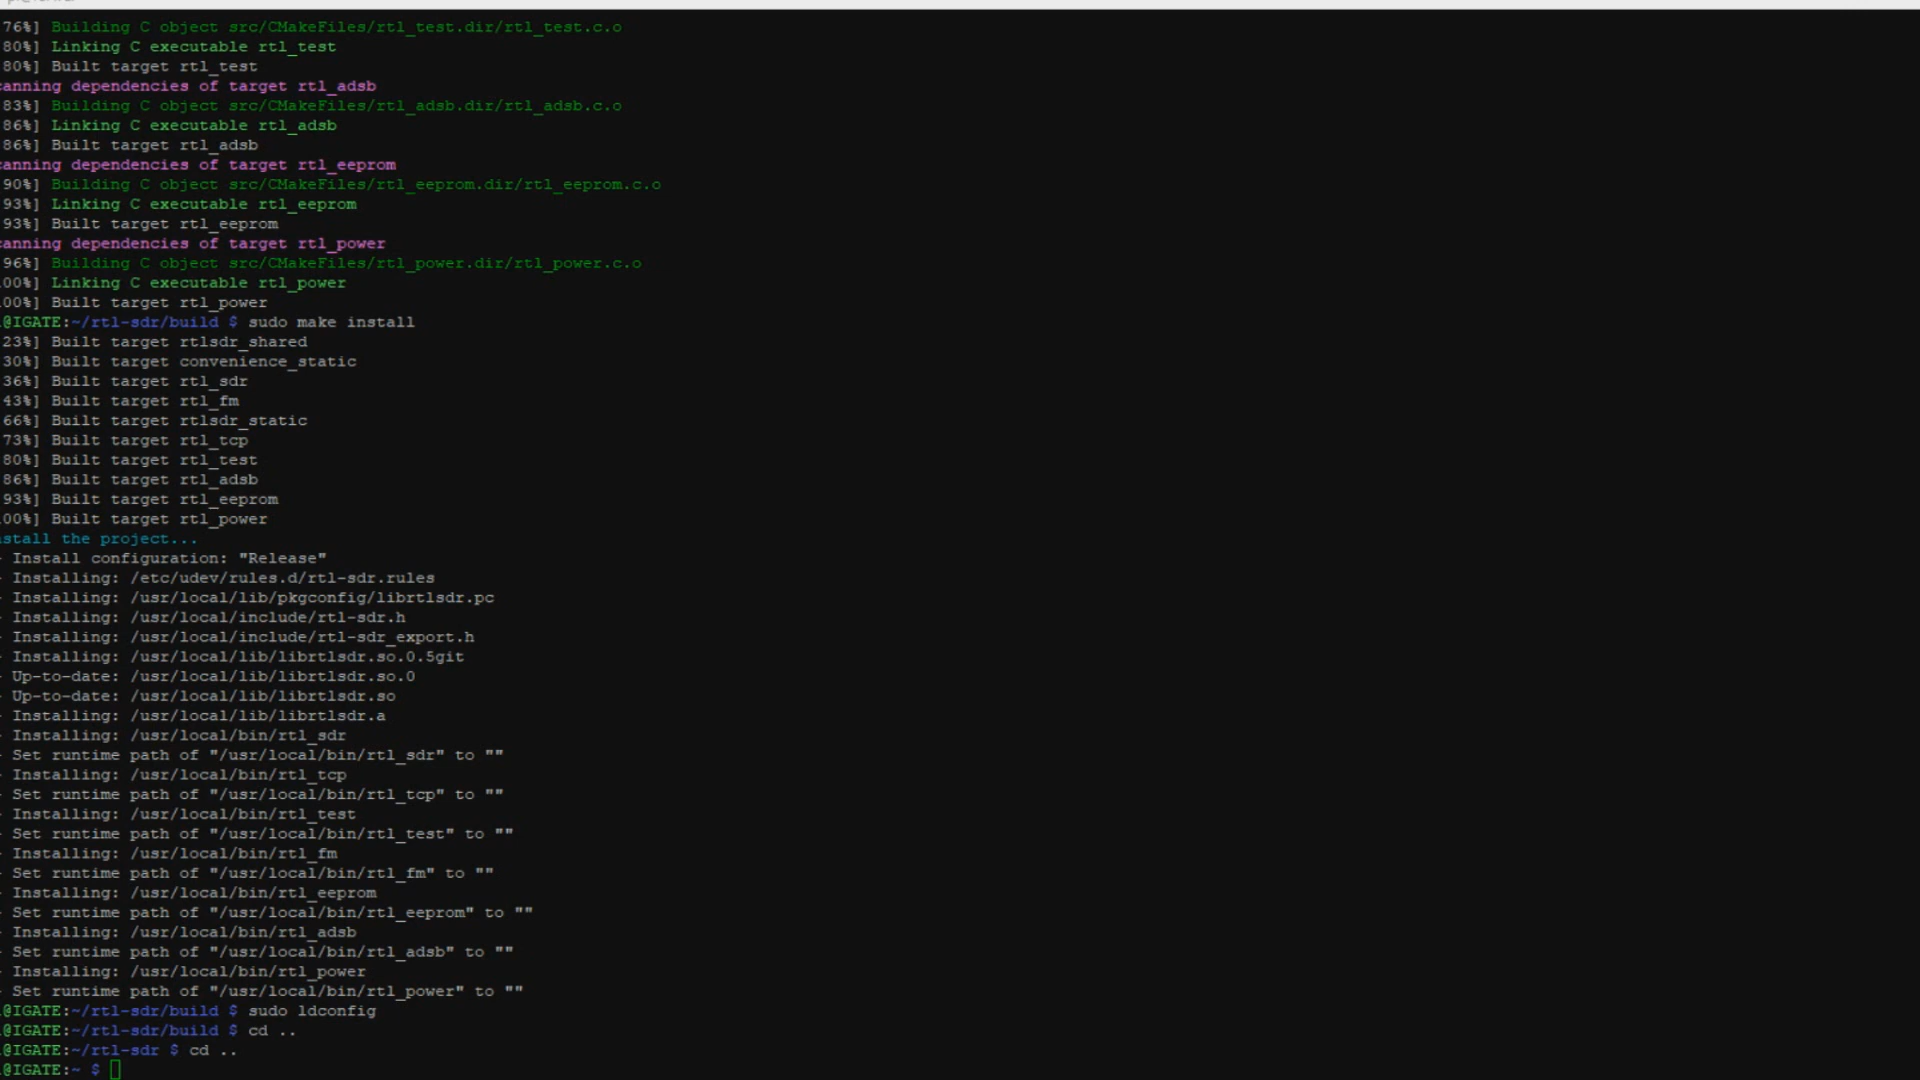 76%] Building C object src/CMakeFiles/rtl_test.dir/rtl_test.c.o
80%] Linking C executable rtl_test
80%] Built target rtl_test
canning dependencies of target rtl_adsb
83%] Building C object src/CMakeFiles/rtl_adsb.dir/rtl_adsb.c.o
86%] Linking C executable rtl_adsb
86%] Built target rtl_adsb
canning dependencies of target rtl_eeprom
90%] Building C object src/CMakeFiles/rtl_eeprom.dir/rtl_eeprom.c.o
93%] Linking C executable rtl_eeprom
93%] Built target rtl_eeprom
canning dependencies of target rtl_power
96%] Building C object src/CMakeFiles/rtl_power.dir/rtl_power.c.o
00%] Linking C executable rtl_power
00%] Built target rtl_power
@IGATE:~/rtl-sdr/build $ sudo make install
23%] Built target rtlsdr_shared
30%] Built target convenience_static
36%] Built target rtl_sdr
43%] Built target rtl_fm
66%] Built target rtlsdr_static
73%] Built target rtl_tcp
80%] Built target rtl_test
86%] Built target rtl_adsb
93%] Built target rtl_eeprom
00%] Built target rtl_power
nstall the project...
- Install configuration: "Release"
- Installing: /etc/udev/rules.d/rtl-sdr.rules
- Installing: /usr/local/lib/pkgconfig/librtlsdr.pc
- Installing: /usr/local/include/rtl-sdr.h
- Installing: /usr/local/include/rtl-sdr_export.h
- Installing: /usr/local/lib/librtlsdr.so.0.5git
- Up-to-date: /usr/local/lib/librtlsdr.so.0
- Up-to-date: /usr/local/lib/librtlsdr.so
- Installing: /usr/local/lib/librtlsdr.a
- Installing: /usr/local/bin/rtl_sdr
- Set runtime path of "/usr/local/bin/rtl_sdr" to ""
- Installing: /usr/local/bin/rtl_tcp
- Set runtime path of "/usr/local/bin/rtl_tcp" to ""
- Installing: /usr/local/bin/rtl_test
- Set runtime path of "/usr/local/bin/rtl_test" to ""
- Installing: /usr/local/bin/rtl_fm
- Set runtime path of "/usr/local/bin/rtl_fm" to ""
- Installing: /usr/local/bin/rtl_eeprom
- Set runtime path of "/usr/local/bin/rtl_eeprom" to ""
- Installing: /usr/local/bin/rtl_adsb
- Set runtime path of "/usr/local/bin/rtl_adsb" to ""
- Installing: /usr/local/bin/rtl_power
- Set runtime path of "/usr/local/bin/rtl_power" to ""
@IGATE:~/rtl-sdr/build $ sudo ldconfig
@IGATE:~/rtl-sdr/build $ cd ..
@IGATE:~/rtl-sdr $ cd ..
@IGATE:~ $